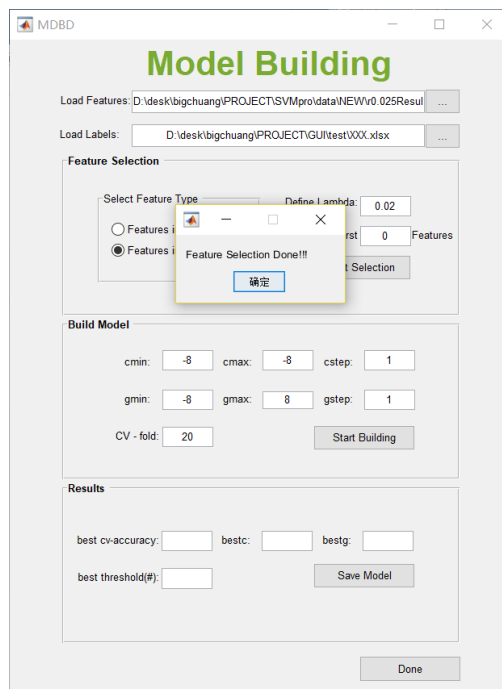 MDBD
Model Building
Load Features: D:\desk\bigchuang\PROJECT\SVMpro\data\NEW\r0.025Resul ...
Load Labels: D:\desk\bigchuang\PROJECT\GUI\test\XXX.xlsx ...
Feature Selection
Select Feature Type
Define Lambda: 0.02
Features
rst 0 Features
Features
Selection
Feature Selection Done!!!
确定
Build Model
cmin: -8 cmax: -8 cstep: 1
gmin: -8 gmax: 8 gstep: 1
CV - fold: 20 Start Building
Results
best cv-accuracy: bestc: bestg:
best threshold(#): Save Model
Done